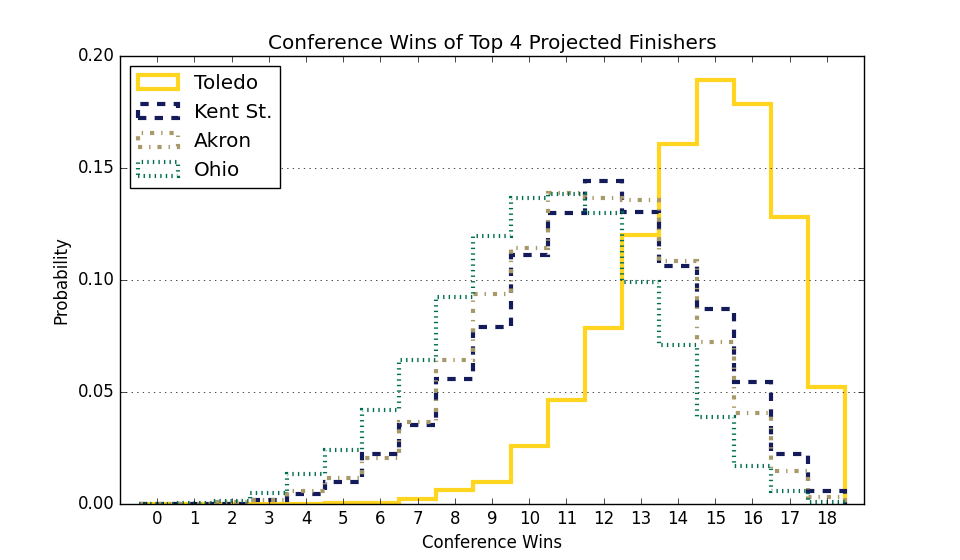 Conference Wins of Top 4 Projected Finishers
0.20
0.15
0.10
0.05
0.00
Probability
Toledo
Kent St.
Akron
Ohio
0 1 2 3 4 5 6 7 8 9 10 11 12 13 14 15 16 17 18
Conference Wins